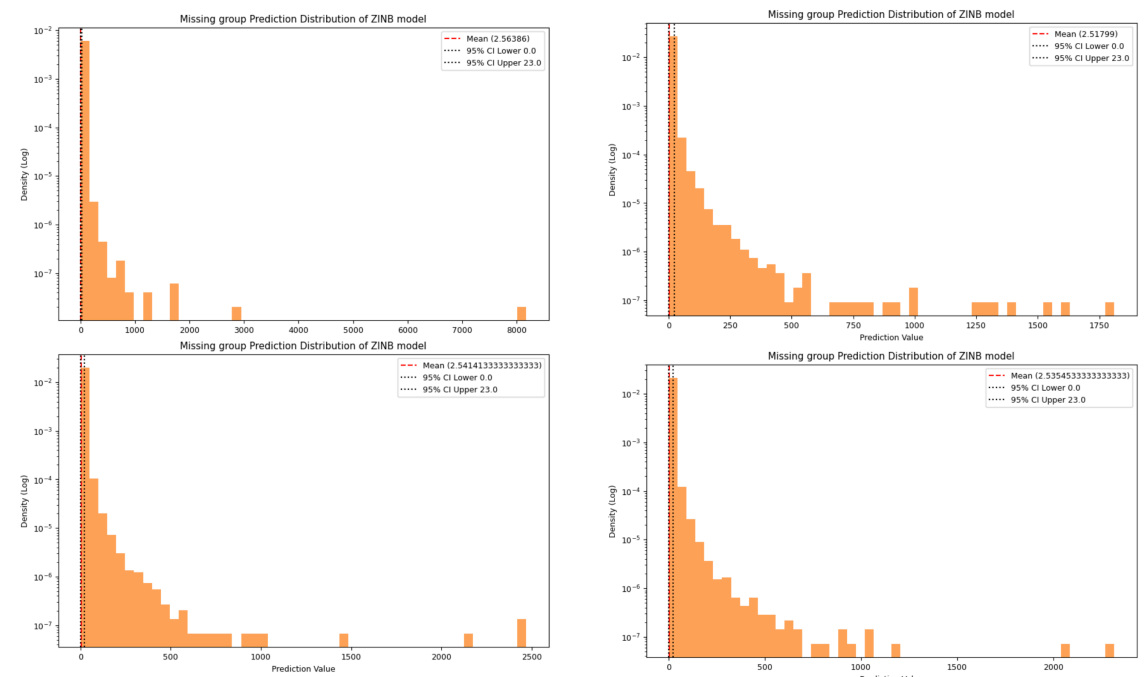 Missing group Prediction Distribution of ZINB model
Mean (2.56386)
95% CI Lower 0.0
95% CI Upper 23.0
Density (Log)
10⁻²
10⁻³
10⁻⁴
10⁻⁵
10⁻⁶
10⁻⁷
0 1000 2000 3000 4000 5000 6000 7000 8000
Missing group Prediction Distribution of ZINB model
Mean (2.51799)
95% CI Lower 0.0
95% CI Upper 23.0
Density (Log)
10⁻²
10⁻³
10⁻⁴
10⁻⁵
10⁻⁶
10⁻⁷
0 250 500 750 1000 1250 1500 1750
Prediction Value
Missing group Prediction Distribution of ZINB model
Mean (2.5414133333333333)
95% CI Lower 0.0
95% CI Upper 23.0
Density (Log)
10⁻²
10⁻³
10⁻⁴
10⁻⁵
10⁻⁶
10⁻⁷
0 500 1000 1500 2000 2500
Prediction Value
Missing group Prediction Distribution of ZINB model
Mean (2.5354533333333333)
95% CI Lower 0.0
95% CI Upper 23.0
Density (Log)
10⁻²
10⁻³
10⁻⁴
10⁻⁵
10⁻⁶
10⁻⁷
0 500 1000 1500 2000